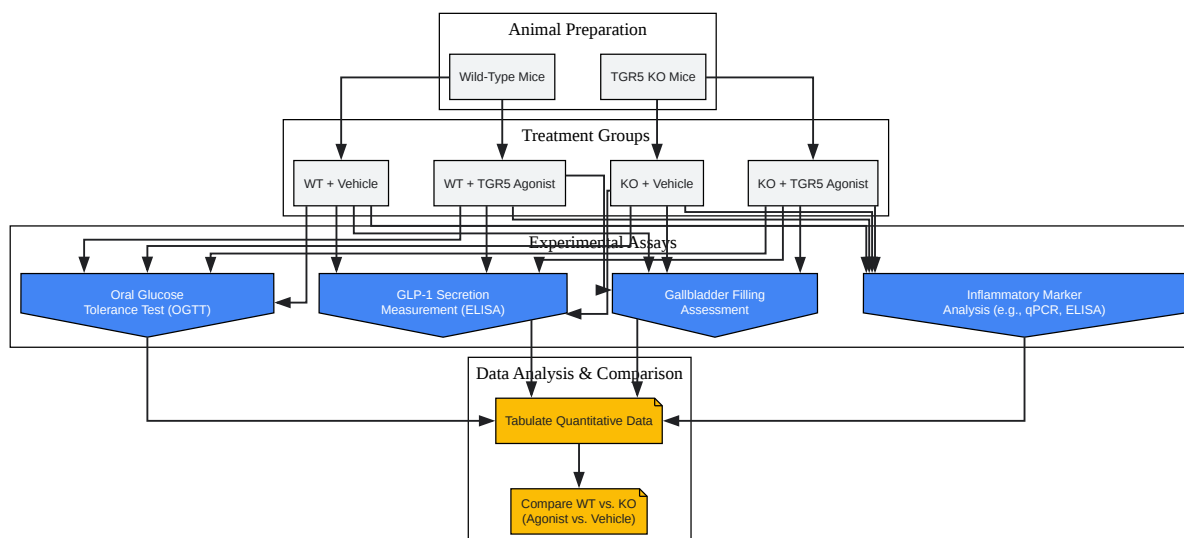 Animal Preparation
Wild-Type Mice
TGR5 KO Mice
Treatment Groups
WT + Vehicle
WT + TGR5 Agonist
KO + Vehicle
KO + TGR5 Agonist
Experimental Assays
Oral Glucose
Tolerance Test (OGTT)
GLP-1 Secretion
Measurement (ELISA)
Gallbladder Filling
Assessment
Inflammatory Marker
Analysis (e.g., qPCR, ELISA)
Data Analysis & Comparison
Tabulate Quantitative Data
Compare WT vs. KO
(Agonist vs. Vehicle)